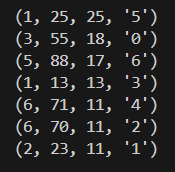 (1, 25, 25, '5')
(3, 55, 18, '0')
(5, 88, 17, '6')
(1, 13, 13, '3')
(6, 71, 11, '4')
(6, 70, 11, '2')
(2, 23, 11, '1')